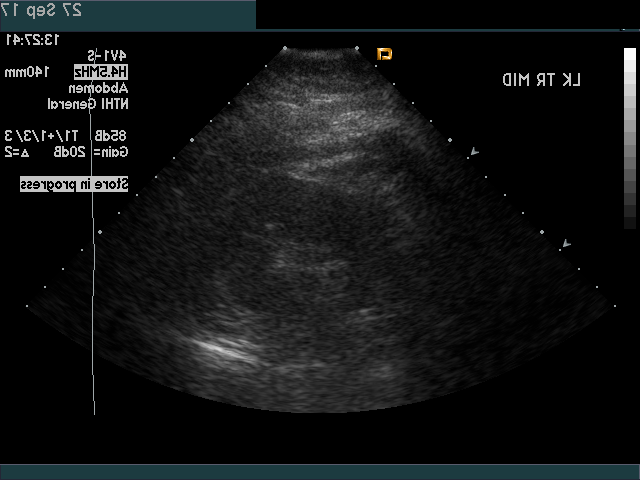 27 Sep 17
13:27:41
4V1-S
H4.5MHz 140mm
Abdomen
NTHI General
85dB T1/+1/3/3
Gain= 20dB Δ=2
Store in progress
LK TR MID